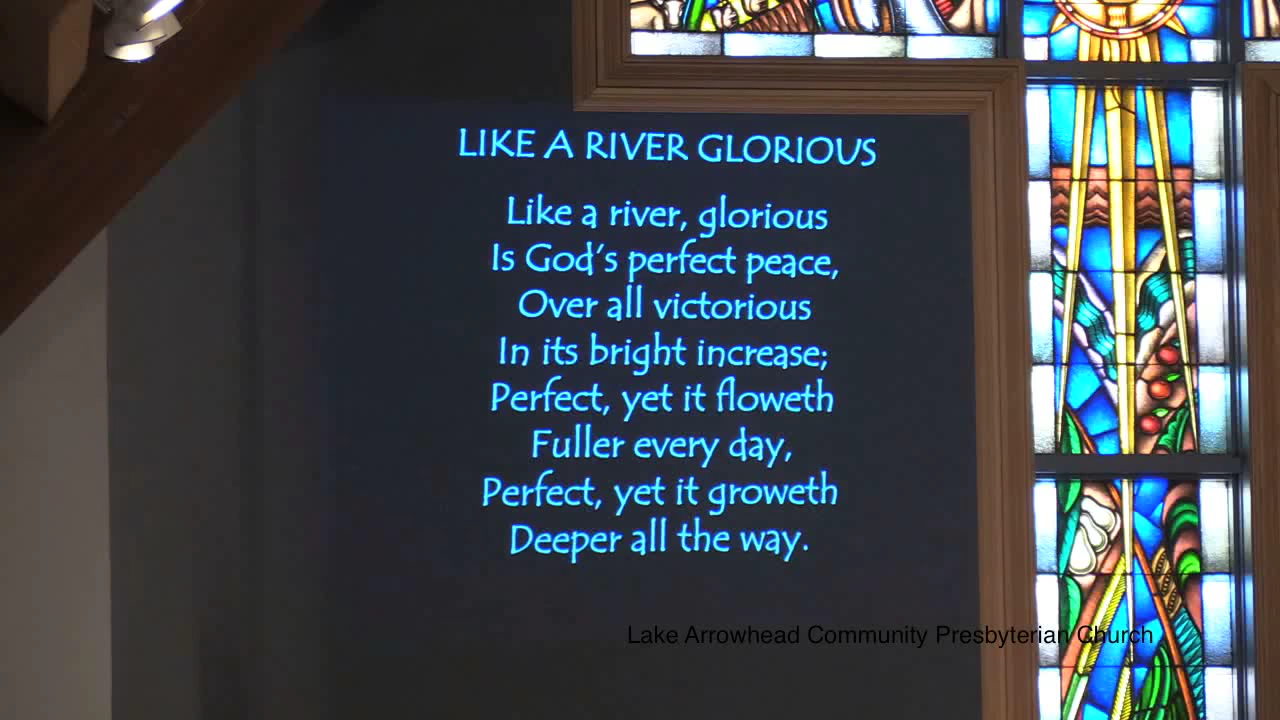 LIKE A RIVER GLORIOUS
Like a river, glorious
Is God's perfect peace,
Over all victorious
In its bright increase;
Perfect, yet it floweth
Fuller every day,
Perfect, yet it groweth
Deeper all the way.
Lake Arrowhead Community Presbyterian Church